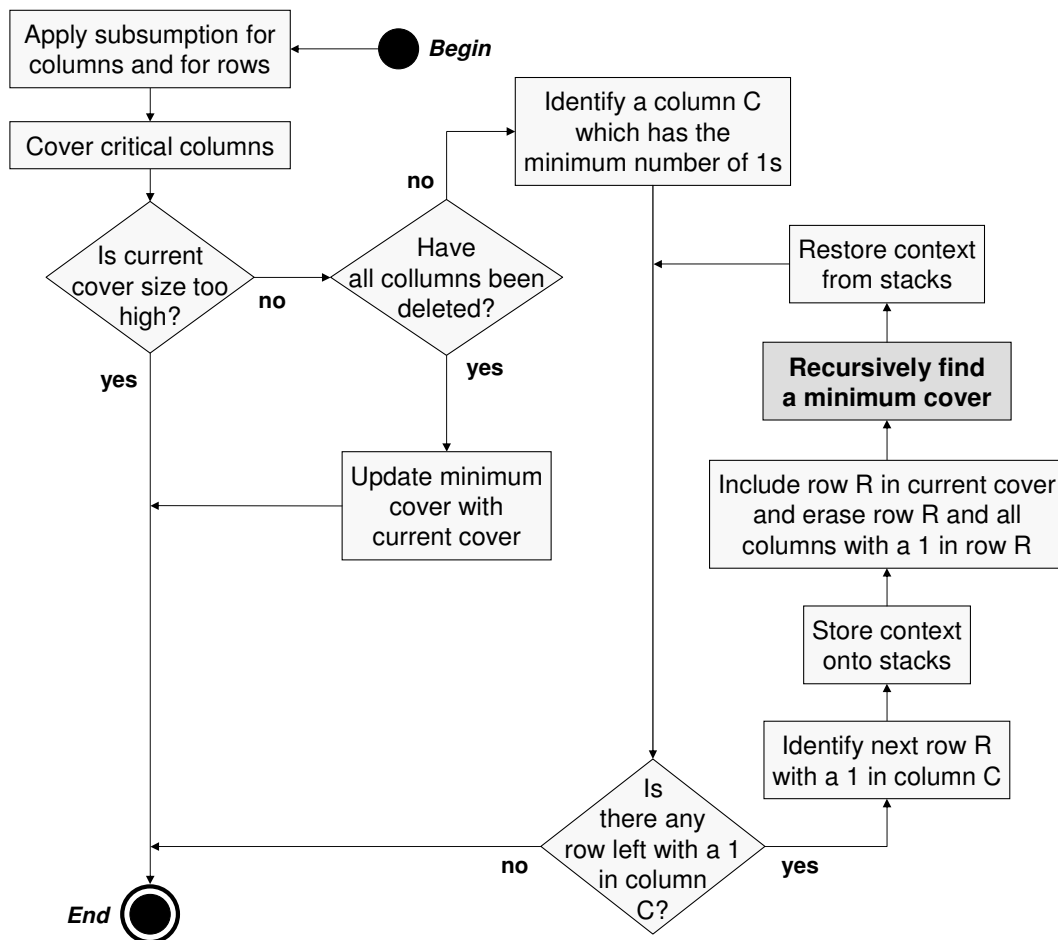 Apply subsumption for
columns and for rows
Begin
Cover critical columns
Identify a column C
which has the
minimum number of 1s
no
Is current
cover size too
high?
no
Have
all collumns been
deleted?
yes
yes
Restore context
from stacks
Recursively find
a minimum cover
Update minimum
cover with
current cover
Include row R in current cover
and erase row R and all
columns with a 1 in row R
Store context
onto stacks
Identify next row R
with a 1 in column C
Is
there any
row left with a 1
in column
C?
no
yes
End